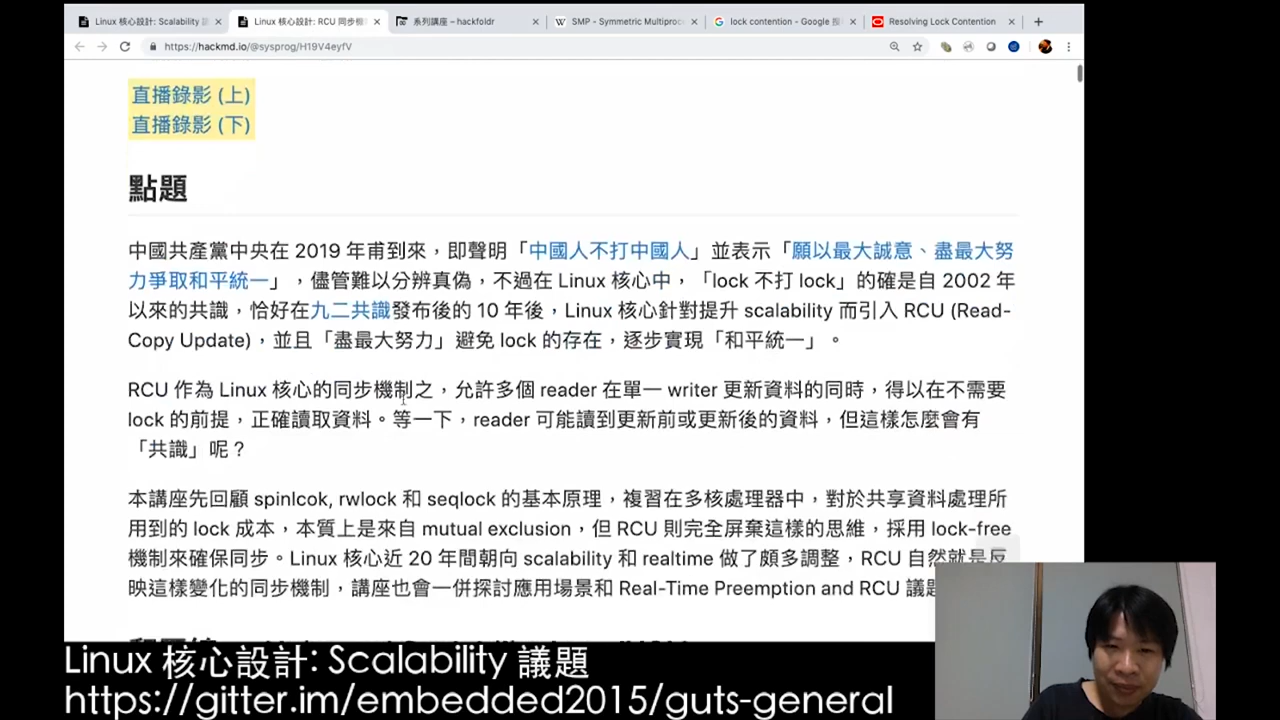 Linux 核心設計: Scalability 講
Linux 核心設計: RCU 同步機
系列講座 – hackfoldr
SMP - Symmetric Multiproc
lock contention - Google 搜
Resolving Lock Contention
https://hackmd.io/@sysprog/H19V4eyfV
直播錄影 (上)
直播錄影 (下)
點題
中國共產黨中央在 2019 年甫到來，即聲明「中國人不打中國人」並表示「願以最大誠意、盡最大努
力爭取和平統一」，儘管難以分辨真偽，不過在 Linux 核心中，「lock 不打 lock」的確是自 2002 年
以來的共識，恰好在九二共識發布後的 10 年後，Linux 核心針對提升 scalability 而引入 RCU (Read-
Copy Update)，並且「盡最大努力」避免 lock 的存在，逐步實現「和平統一」。
RCU 作為 Linux 核心的同步機制之，允許多個 reader 在單一 writer 更新資料的同時，得以在不需要
lock 的前提，正確讀取資料。等一下，reader 可能讀到更新前或更新後的資料，但這樣怎麼會有
「共識」呢？
本講座先回顧 spinlcok, rwlock 和 seqlock 的基本原理，複習在多核處理器中，對於共享資料處理所
用到的 lock 成本，本質上是來自 mutual exclusion，但 RCU 則完全屏棄這樣的思維，採用 lock-free
機制來確保同步。Linux 核心近 20 年間朝向 scalability 和 realtime 做了頗多調整，RCU 自然就是反
映這樣變化的同步機制，講座也會一併探討應用場景和 Real-Time Preemption and RCU 議題
Linux 核心設計: Scalability 議題
https://gitter.im/embedded2015/guts-general